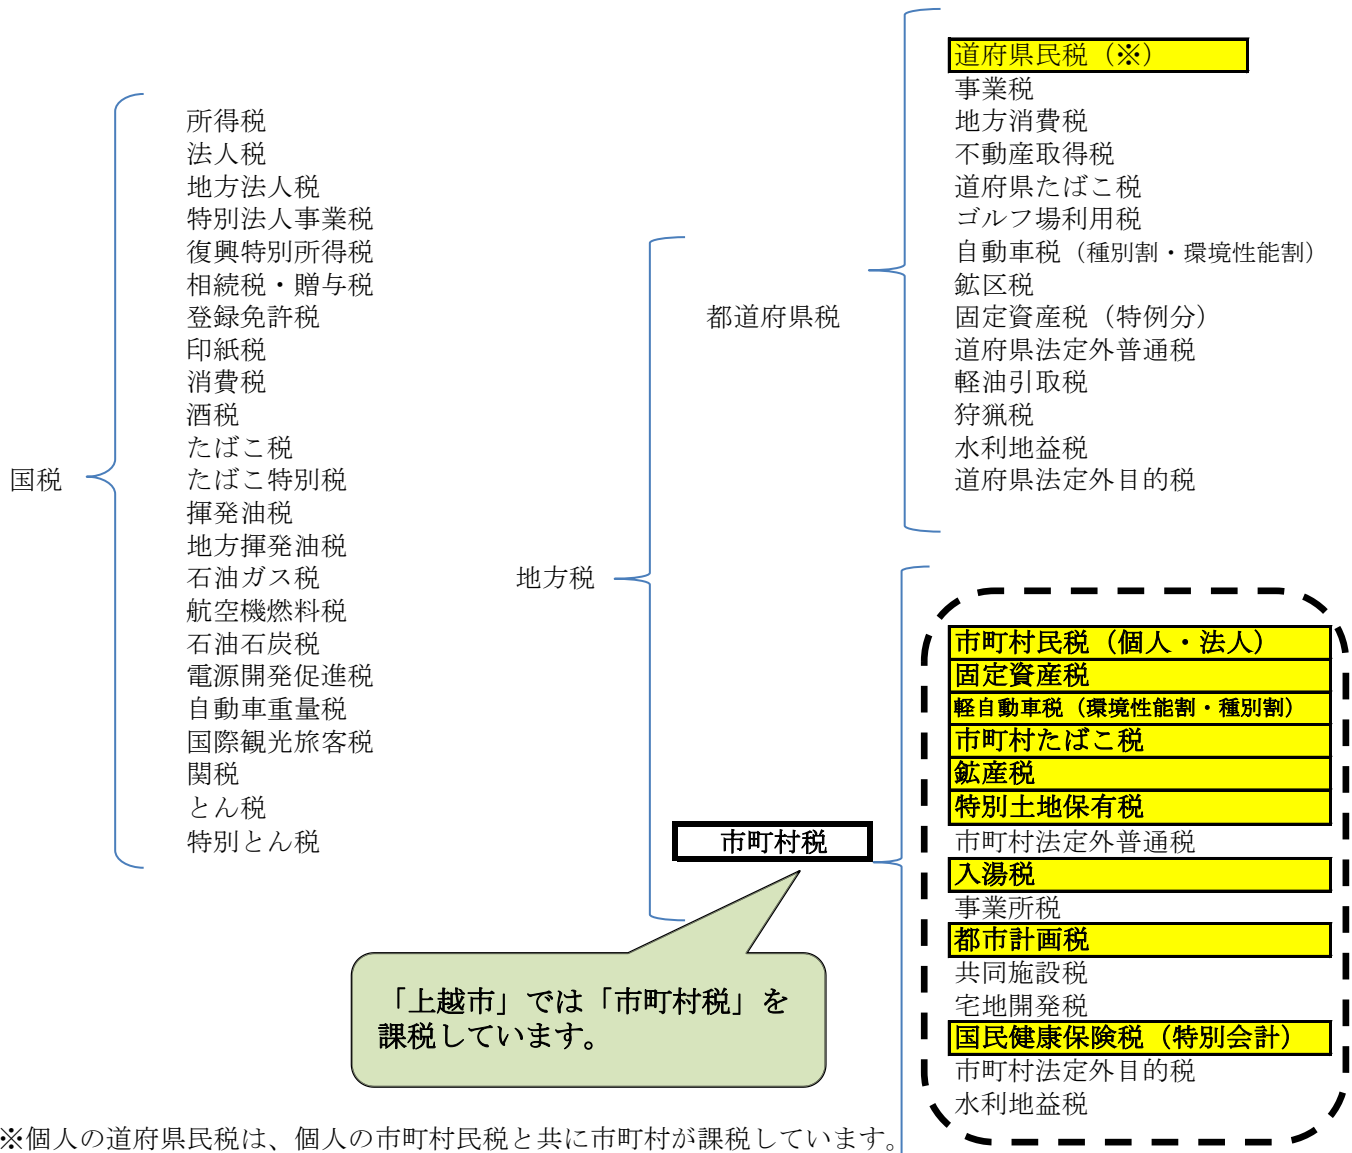 国税
所得税
法人税
地方法人税
特別法人事業税
復興特別所得税
相続税・贈与税
登録免許税
印紙税
消費税
酒税
たばこ税
たばこ特別税
揮発油税
地方揮発油税
石油ガス税
航空機燃料税
石油石炭税
電源開発促進税
自動車重量税
国際観光旅客税
関税
とん税
特別とん税
地方税
都道府県税
道府県民税（※）
事業税
地方消費税
不動産取得税
道府県たばこ税
ゴルフ場利用税
自動車税（種別割・環境性能割）
鉱区税
固定資産税（特例分）
道府県法定外普通税
軽油引取税
狩猟税
水利地益税
道府県法定外目的税
市町村税
市町村民税（個人・法人）
固定資産税
軽自動車税（環境性能割・種別割）
市町村たばこ税
鉱産税
特別土地保有税
市町村法定外普通税
入湯税
事業所税
都市計画税
共同施設税
宅地開発税
国民健康保険税（特別会計）
市町村法定外目的税
水利地益税
「上越市」では「市町村税」を
課税しています。
※個人の道府県民税は、個人の市町村民税と共に市町村が課税しています。